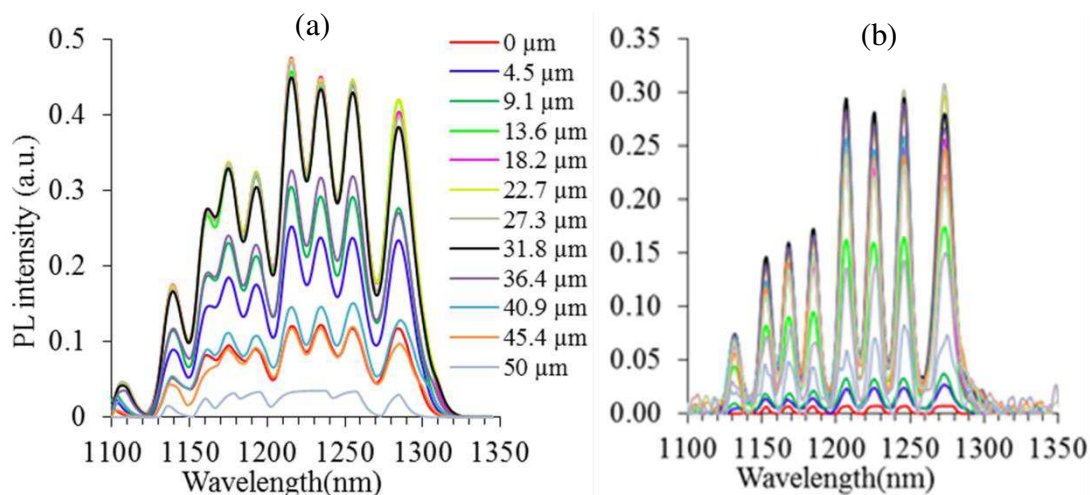 (a)
0.5
0.4
0.3
0.2
0.1
0
PL intensity (a.u.)
1100 1150 1200 1250 1300 1350
Wavelength(nm)
0 µm
4.5 µm
9.1 µm
13.6 µm
18.2 µm
22.7 µm
27.3 µm
31.8 µm
36.4 µm
40.9 µm
45.4 µm
50 µm
(b)
0.35
0.30
0.25
0.20
0.15
0.10
0.05
0.00
1100 1150 1200 1250 1300 1350
Wavelength(nm)